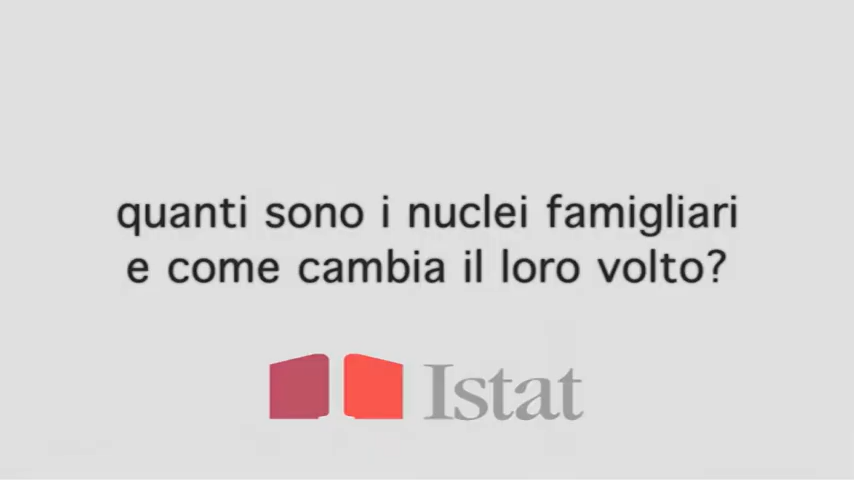 quanti sono i nuclei famigliari
e come cambia il loro volto?
Istat